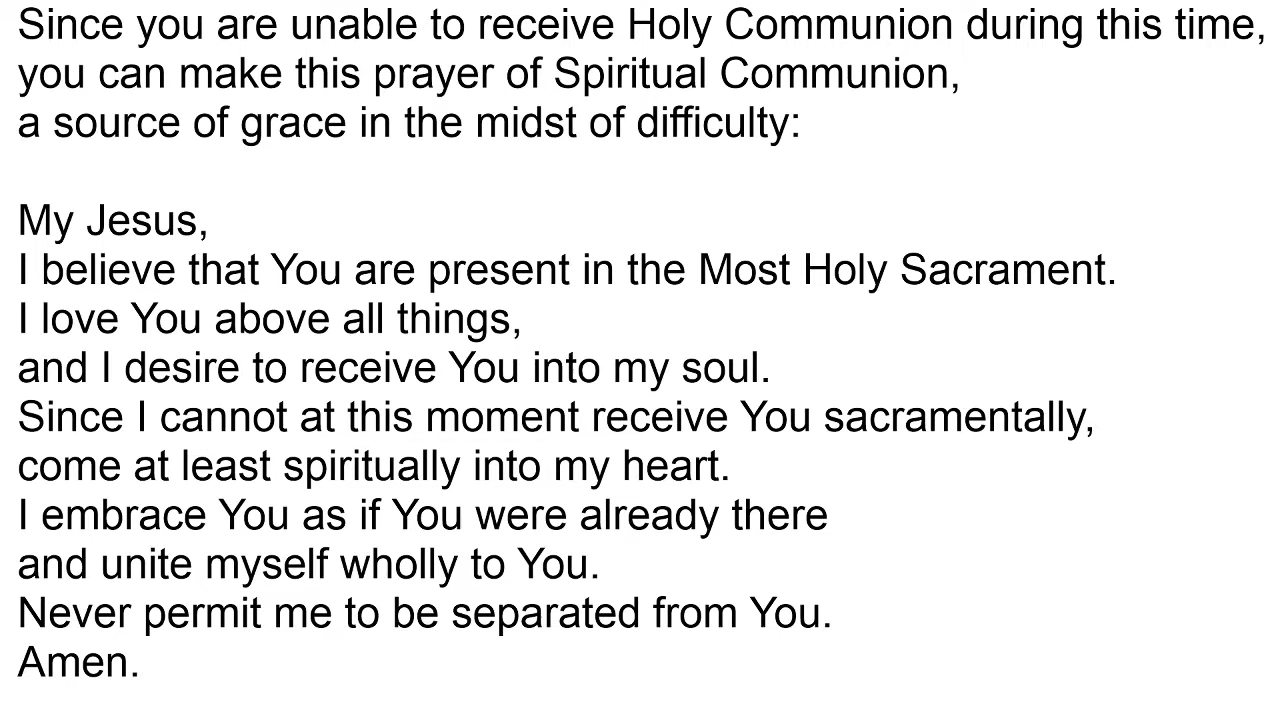 Since you are unable to receive Holy Communion during this time,
you can make this prayer of Spiritual Communion,
a source of grace in the midst of difficulty:
My Jesus,
I believe that You are present in the Most Holy Sacrament.
I love You above all things,
and I desire to receive You into my soul.
Since I cannot at this moment receive You sacramentally,
come at least spiritually into my heart.
I embrace You as if You were already there
and unite myself wholly to You.
Never permit me to be separated from You.
Amen.